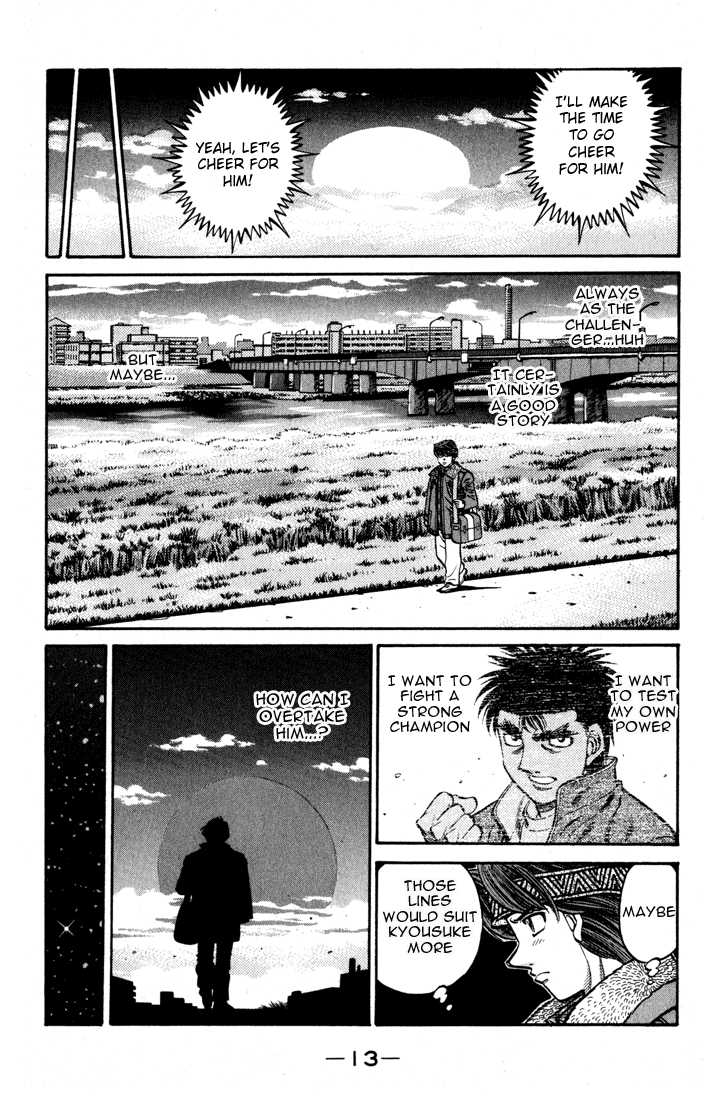 I'LL MAKE
THE TIME
TO GO
CHEER
FOR HIM!
YEAH, LET'S
CHEER FOR
HIM!
ALWAYS
AS THE
CHALLEN-
GER...HUH
IT CER-
TAINLY IS
A GOOD
STORY
BUT
MAYBE...
I WANT
TO TEST
MY OWN
POWER
I WANT TO
FIGHT A
STRONG
CHAMPION
MAYBE
THOSE
LINES
WOULD SUIT
KYOUSUKE
MORE
HOW CAN I
OVERTAKE
HIM...?
—13—